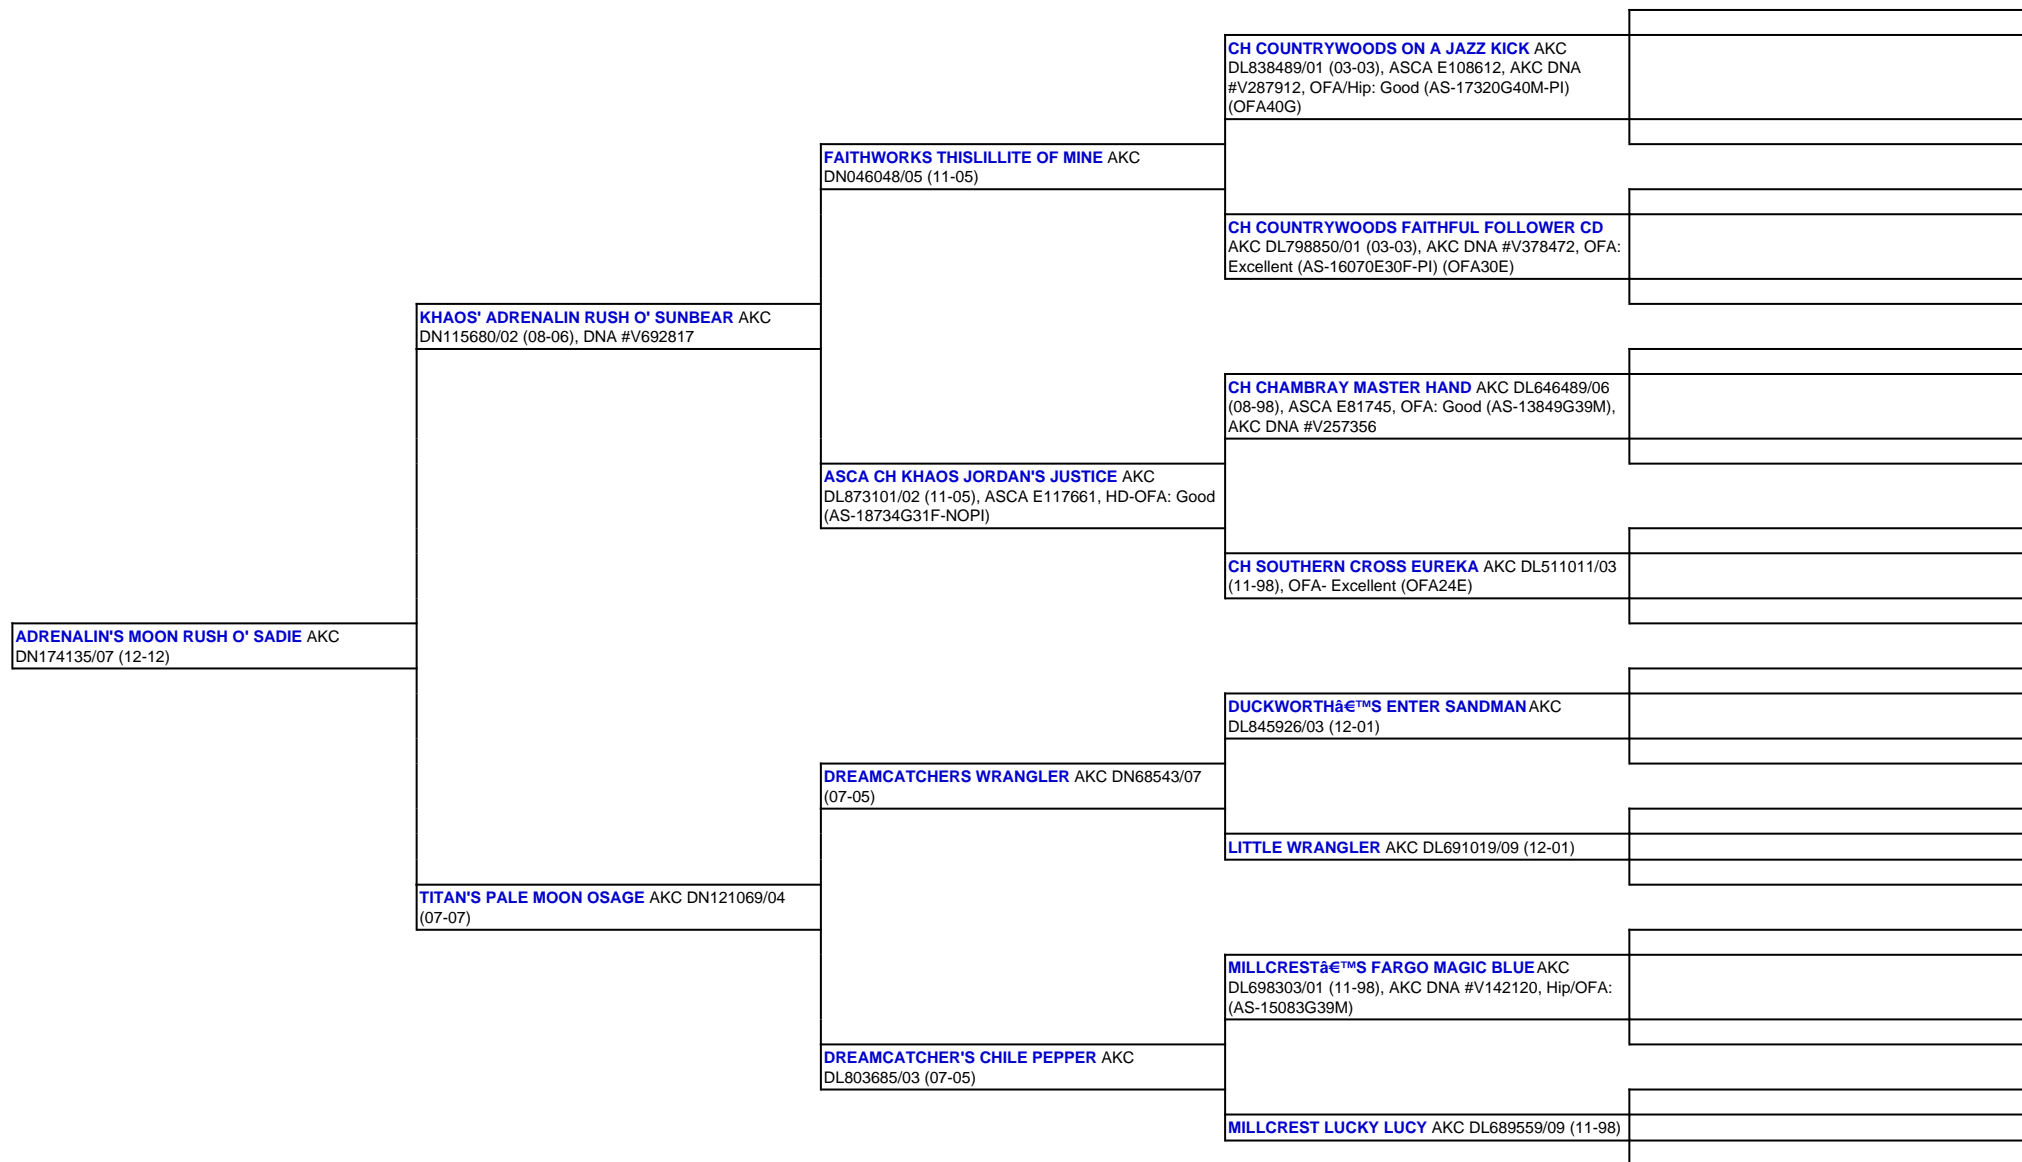 CH COUNTRYWOODS ON A JAZZ KICK AKC
DL838489/01 (03-03), ASCA E108612, AKC DNA
#V287912, OFA/Hip: Good (AS-17320G40M-PI)
(OFA40G)
FAITHWORKS THISLILLITE OF MINE AKC
DN046048/05 (11-05)
CH COUNTRYWOODS FAITHFUL FOLLOWER CD
AKC DL798850/01 (03-03), AKC DNA #V378472, OFA:
Excellent (AS-16070E30F-PI) (OFA30E)
KHAOS' ADRENALIN RUSH O' SUNBEAR AKC
DN115680/02 (08-06), DNA #V692817
CH CHAMBRAY MASTER HAND AKC DL646489/06
(08-98), ASCA E81745, OFA: Good (AS-13849G39M),
AKC DNA #V257356
ASCA CH KHAOS JORDAN'S JUSTICE AKC
DL873101/02 (11-05), ASCA E117661, HD-OFA: Good
(AS-18734G31F-NOPI)
CH SOUTHERN CROSS EUREKA AKC DL511011/03
(11-98), OFA- Excellent (OFA24E)
ADRENALIN'S MOON RUSH O' SADIE AKC
DN174135/07 (12-12)
DUCKWORTHâ€™S ENTER SANDMAN AKC
DL845926/03 (12-01)
DREAMCATCHERS WRANGLER AKC DN68543/07
(07-05)
LITTLE WRANGLER AKC DL691019/09 (12-01)
TITAN'S PALE MOON OSAGE AKC DN121069/04
(07-07)
MILLCRESTâ€™S FARGO MAGIC BLUE AKC
DL698303/01 (11-98), AKC DNA #V142120, Hip/OFA:
(AS-15083G39M)
DREAMCATCHER'S CHILE PEPPER AKC
DL803685/03 (07-05)
MILLCREST LUCKY LUCY AKC DL689559/09 (11-98)